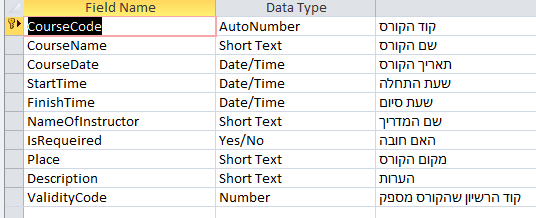 Field Name Data Type
CourseCode AutoNumber קוד הקורס
CourseName Short Text שם הקורס
CourseDate Date/Time תאריך הקורס
StartTime Date/Time שעת התחלה
FinishTime Date/Time שעת סיום
NameOfInstructor Short Text שם המדריך
IsRequeired Yes/No האם חובה
Place Short Text מקום הקורס
Description Short Text הערות
ValidityCode Number קוד הרשיון שהקורס מספק